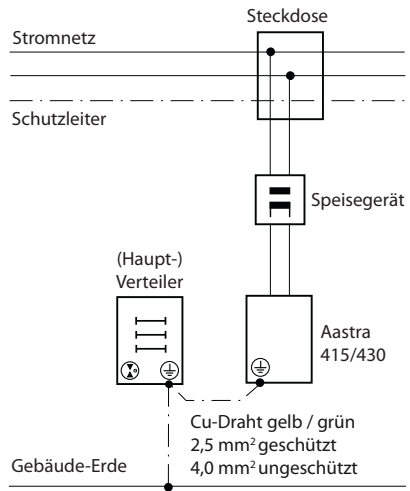 Steckdose
Stromnetz
Schutzleiter
Speisegerät
(Haupt-)
Verteiler
Aastra
415/430
Cu-Draht gelb / grün
2,5 mm² geschützt
4,0 mm² ungeschützt
Gebäude-Erde